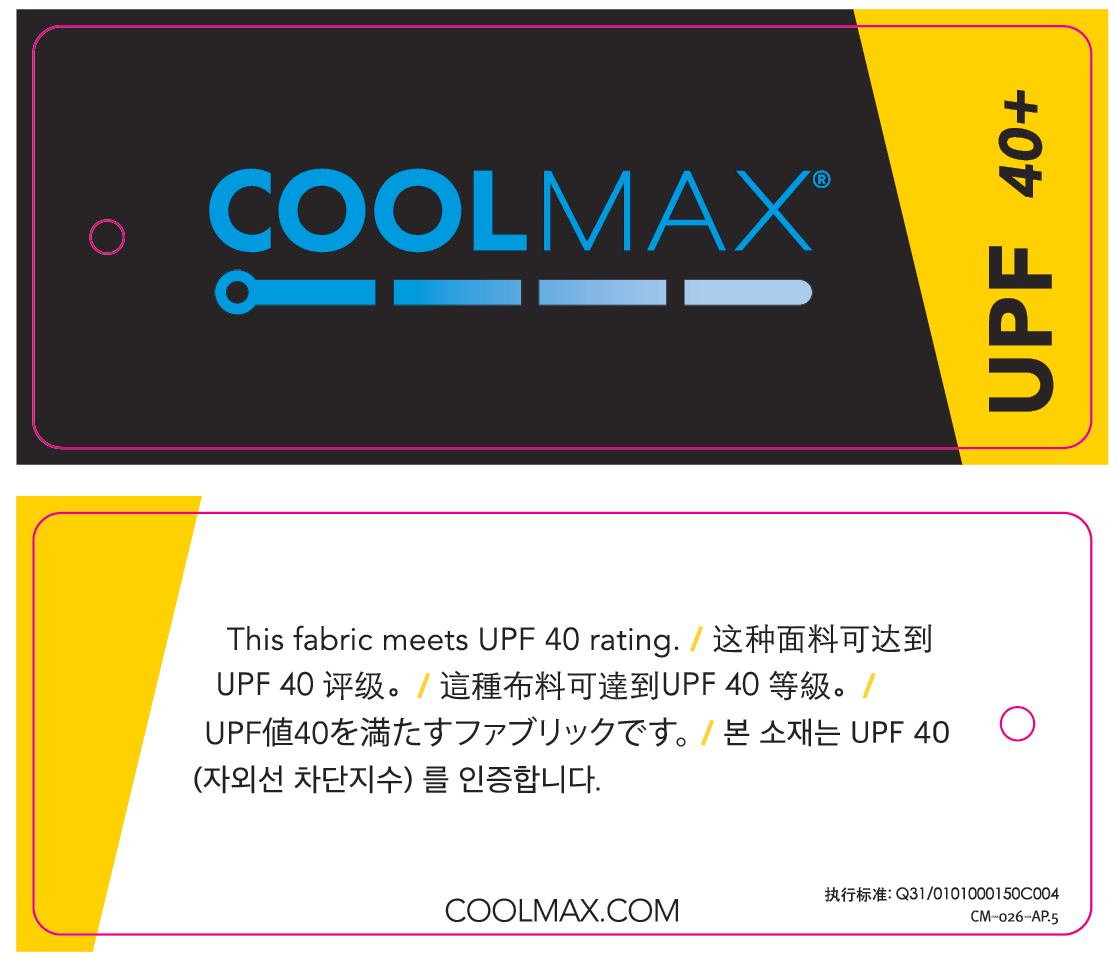 COOLMAX®
UPF 40+
This fabric meets UPF 40 rating. / 这种面料可达到
UPF 40 评级。 / 這種布料可達到UPF 40 等級。 /
UPF値40を満たすファブリックです。 / 본 소재는 UPF 40
(자외선 차단지수) 를 인증합니다.
执行标准: Q31/0101000150C004
CM-026-AP.5
COOLMAX.COM